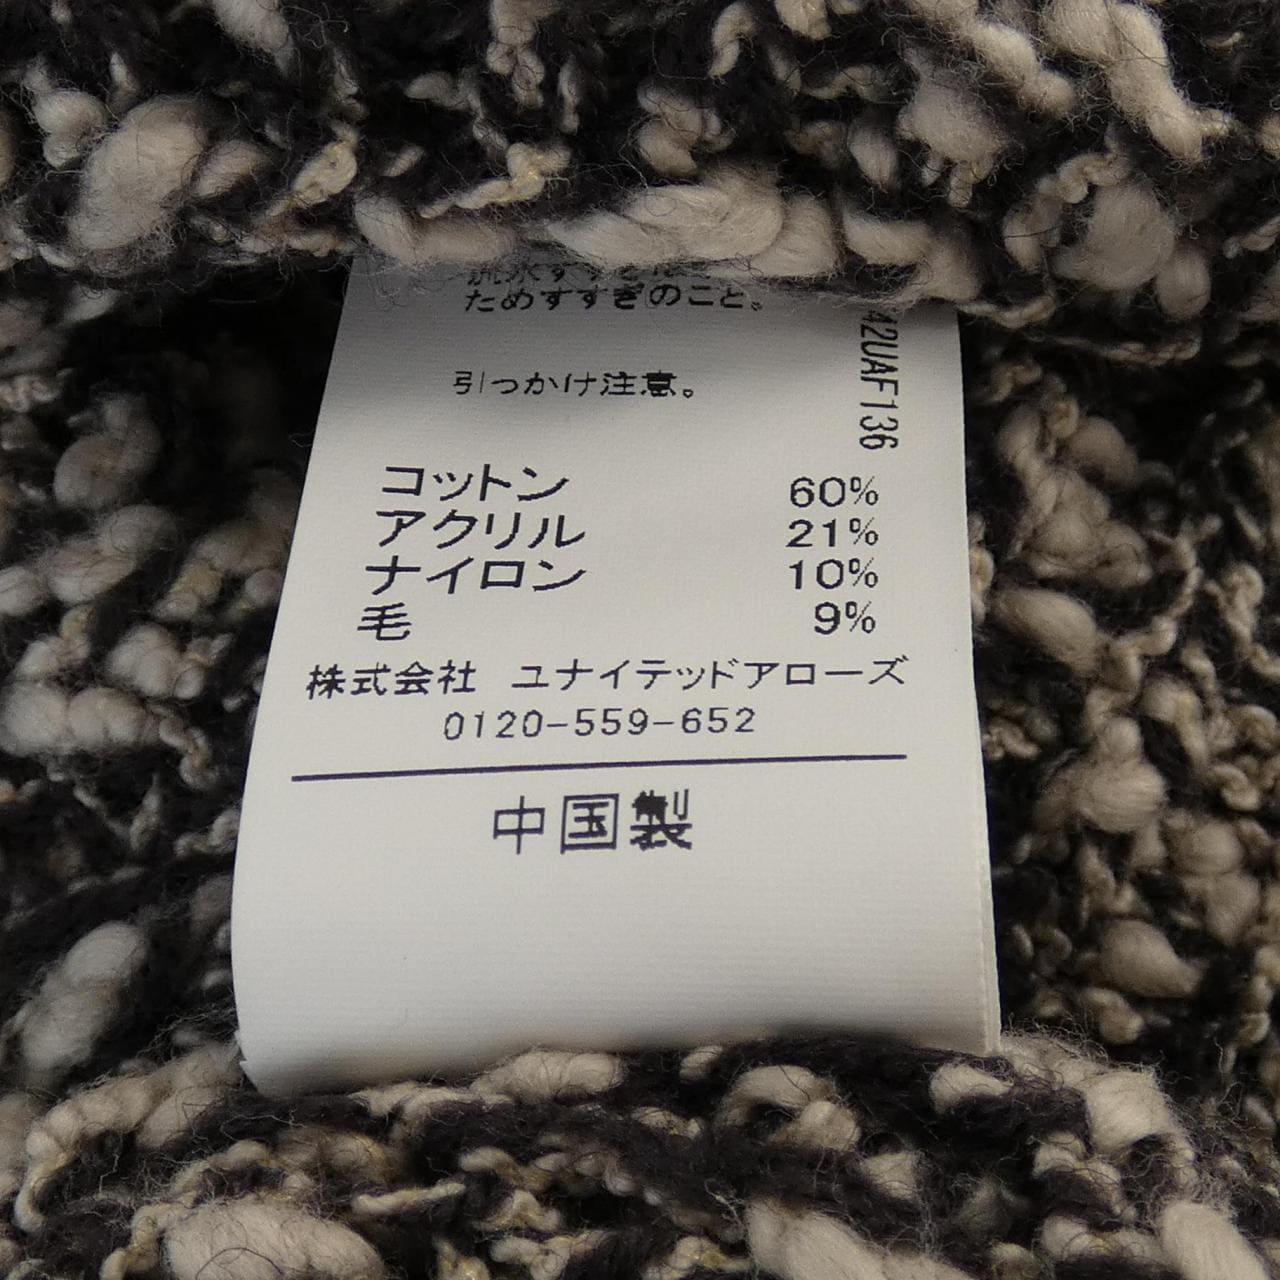 ためすすぎのこと。
引っかけ注意。
42UAF136
コットン 60%
アクリル 21%
ナイロン 10%
毛 9%
株式会社 ユナイテッドアローズ
0120-559-652
中国製